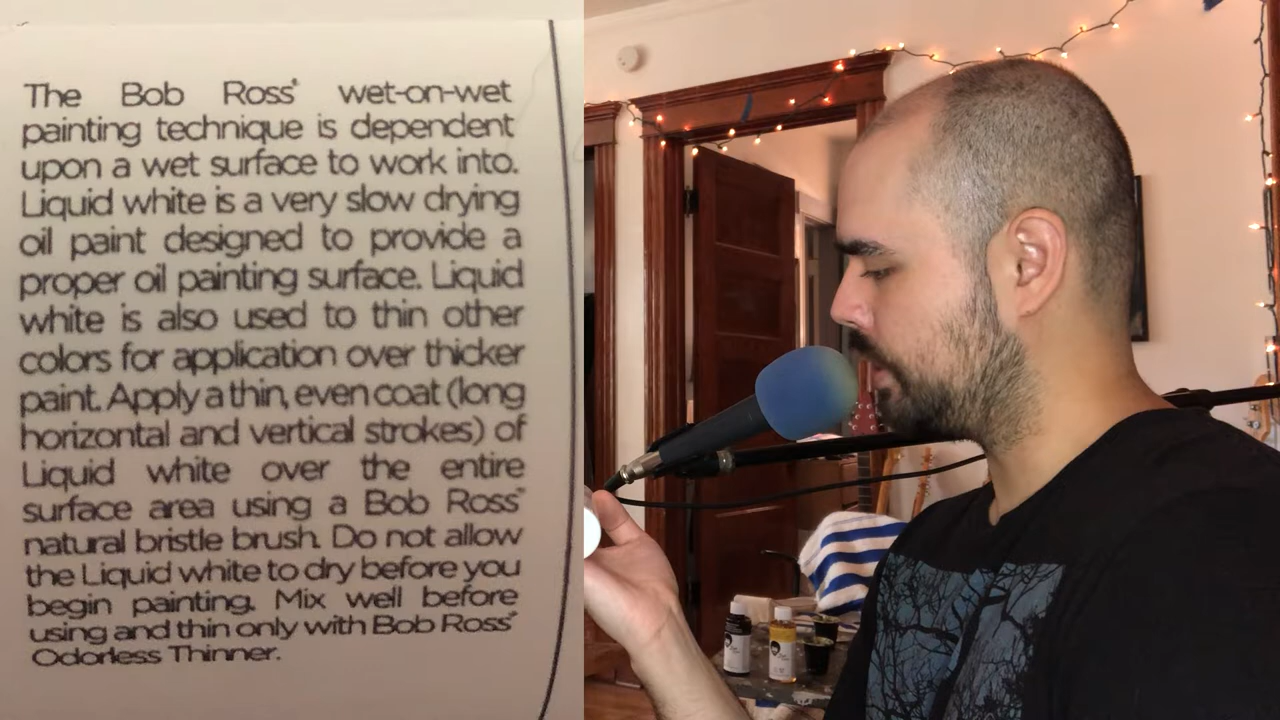 The Bob Ross® wet-on-wet
painting technique is dependent
upon a wet surface to work into.
Liquid white is a very slow drying
oil paint designed to provide a
proper oil painting surface. Liquid
white is also used to thin other
colors for application over thicker
paint. Apply a thin, even coat (long
horizontal and vertical strokes) of
Liquid white over the entire
surface area using a Bob Ross®
natural bristle brush. Do not allow
the Liquid white to dry before you
begin painting. Mix well before
using and thin only with Bob Ross®
Odorless Thinner.